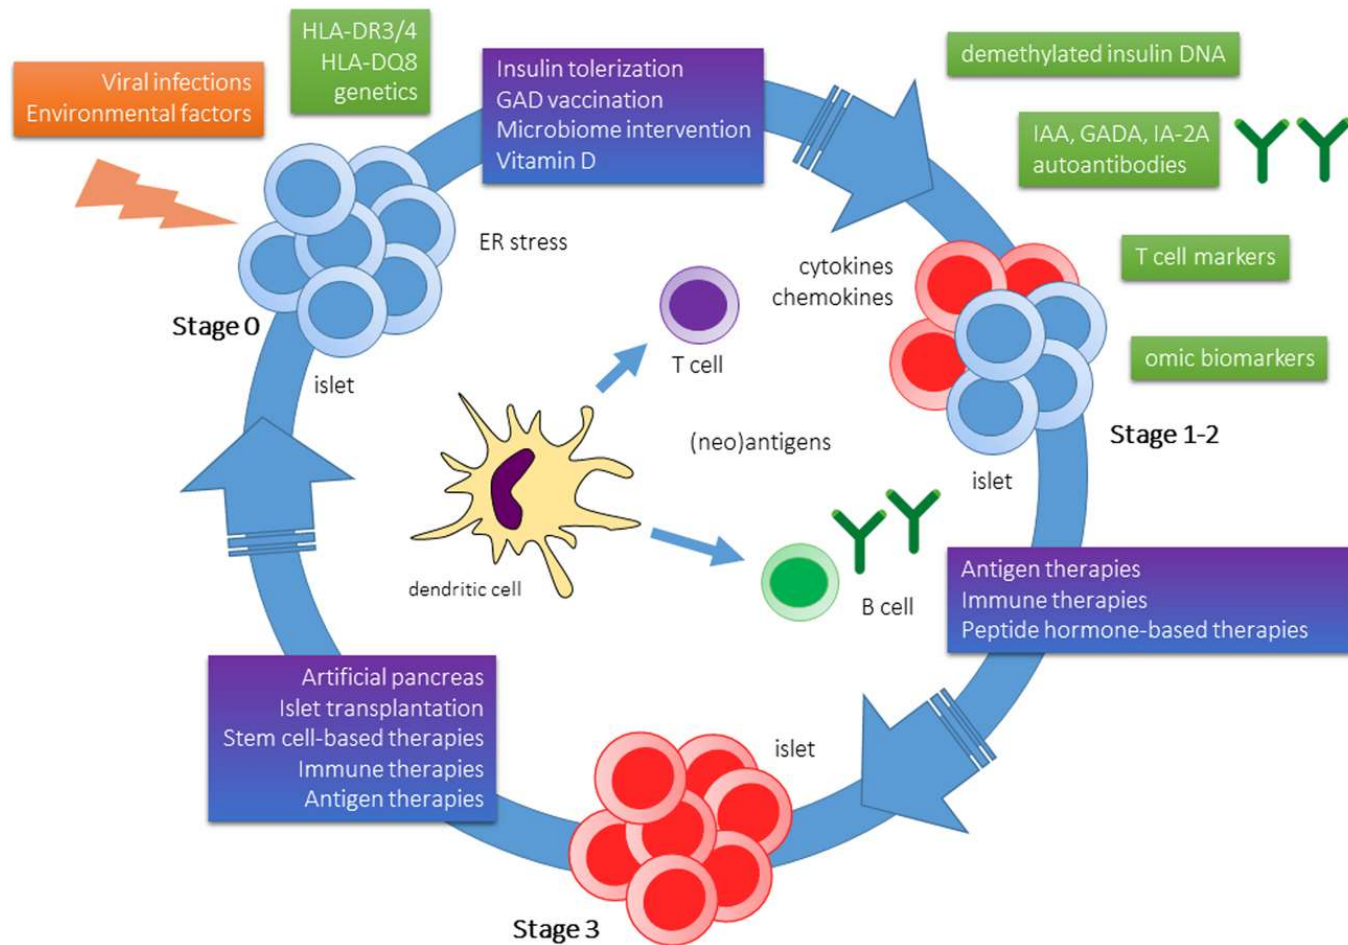 HLA-DR3/4
HLA-DQ8
genetics
Viral infections
Environmental factors
Insulin tolerization
GAD vaccination
Microbiome intervention
Vitamin D
demethylated insulin DNA
IAA, GADA, IA-2A
autoantibodies
T cell markers
omic biomarkers
ER stress
cytokines
chemokines
Stage 0
islet
T cell
(neo)antigens
Stage 1-2
islet
dendritic cell
B cell
Antigen therapies
Immune therapies
Peptide hormone-based therapies
Artificial pancreas
Islet transplantation
Stem cell-based therapies
Immune therapies
Antigen therapies
islet
Stage 3